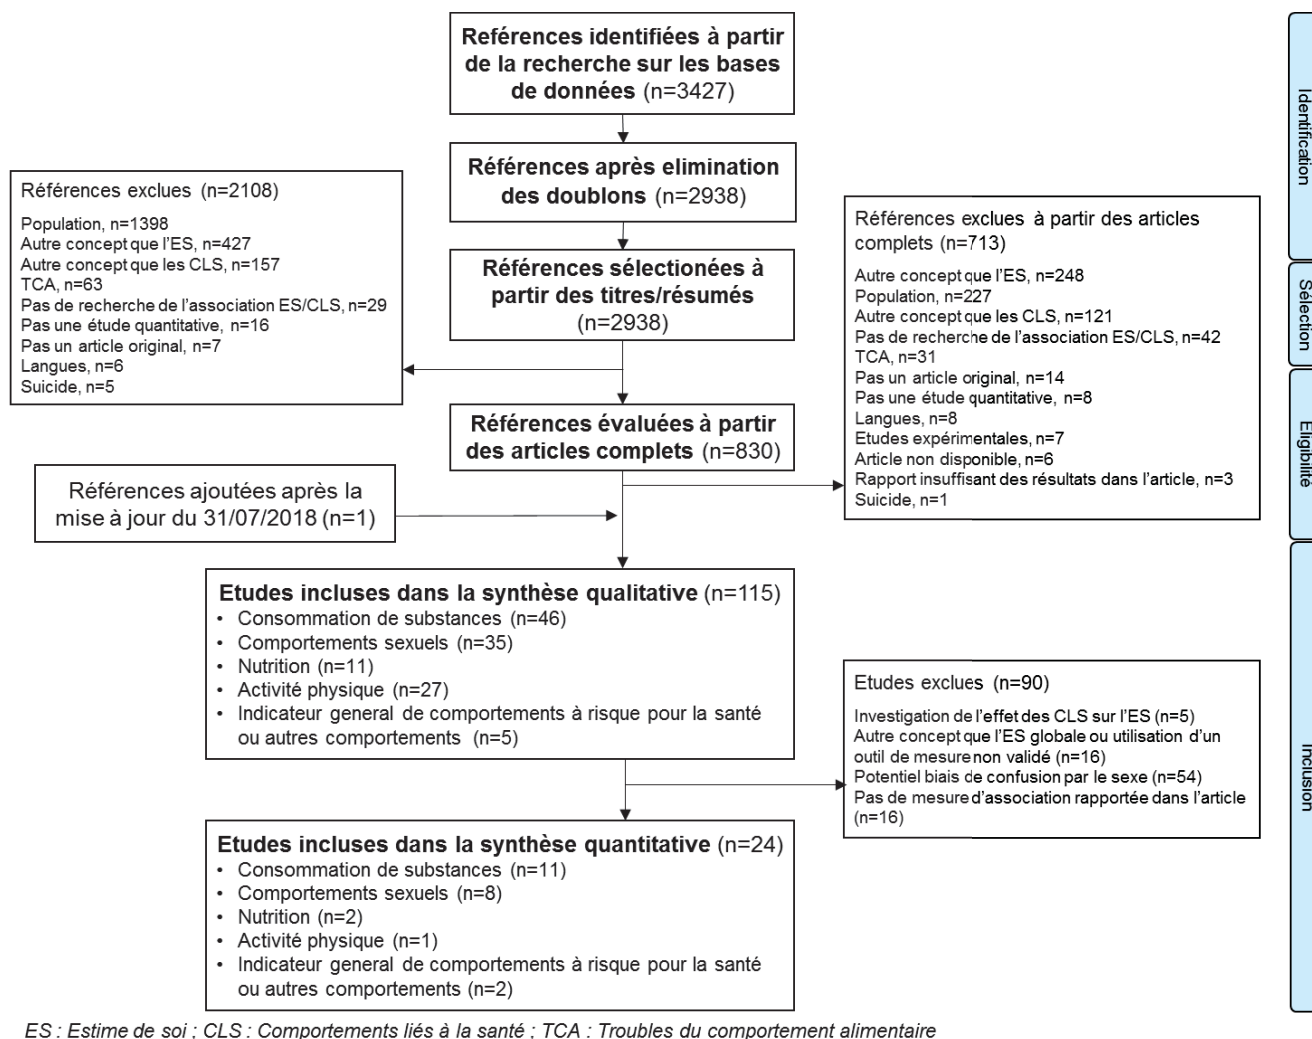 Reférences identifiées à partir
de la recherche sur les bases
de données (n=3427)
Références après elimination
des doublons (n=2938)
Références exclues (n=2108)
Population, n=1398
Autre concept que l'ES, n=427
Autre concept que les CLS, n=157
TCA, n=63
Pas de recherche de l'association ES/CLS, n=29
Pas une étude quantitative, n=16
Pas un article original, n=7
Langues, n=6
Suicide, n=5
Références sélectionées à
partir des titres/résumés
(n=2938)
Références exclues à partir des articles
complets (n=713)
Autre concept que l'ES, n=248
Population, n=227
Autre concept que les CLS, n=121
Pas de recherche de l'association ES/CLS, n=42
TCA, n=31
Pas un article original, n=14
Pas une étude quantitative, n=8
Langues, n=8
Etudes expérimentales, n=7
Article non disponible, n=6
Rapport insuffisant des résultats dans l'article, n=3
Suicide, n=1
Références évaluées à partir
des articles complets (n=830)
Références ajoutées après la
mise à jour du 31/07/2018 (n=1)
Etudes incluses dans la synthèse qualitative (n=115)
• Consommation de substances (n=46)
• Comportements sexuels (n=35)
• Nutrition (n=11)
• Activité physique (n=27)
• Indicateur general de comportements à risque pour la santé
ou autres comportements (n=5)
Etudes exclues (n=90)
Investigation de l'effet des CLS sur l'ES (n=5)
Autre concept que l'ES globale ou utilisation d'un
outil de mesure non validé (n=16)
Potentiel biais de confusion par le sexe (n=54)
Pas de mesure d'association rapportée dans l'article
(n=16)
Etudes incluses dans la synthèse quantitative (n=24)
• Consommation de substances (n=11)
• Comportements sexuels (n=8)
• Nutrition (n=2)
• Activité physique (n=1)
• Indicateur general de comportements à risque pour la santé
ou autres comportements (n=2)
Identification
Sélection
Eligibilité
Inclusion
ES : Estime de soi ; CLS : Comportements liés à la santé ; TCA : Troubles du comportement alimentaire